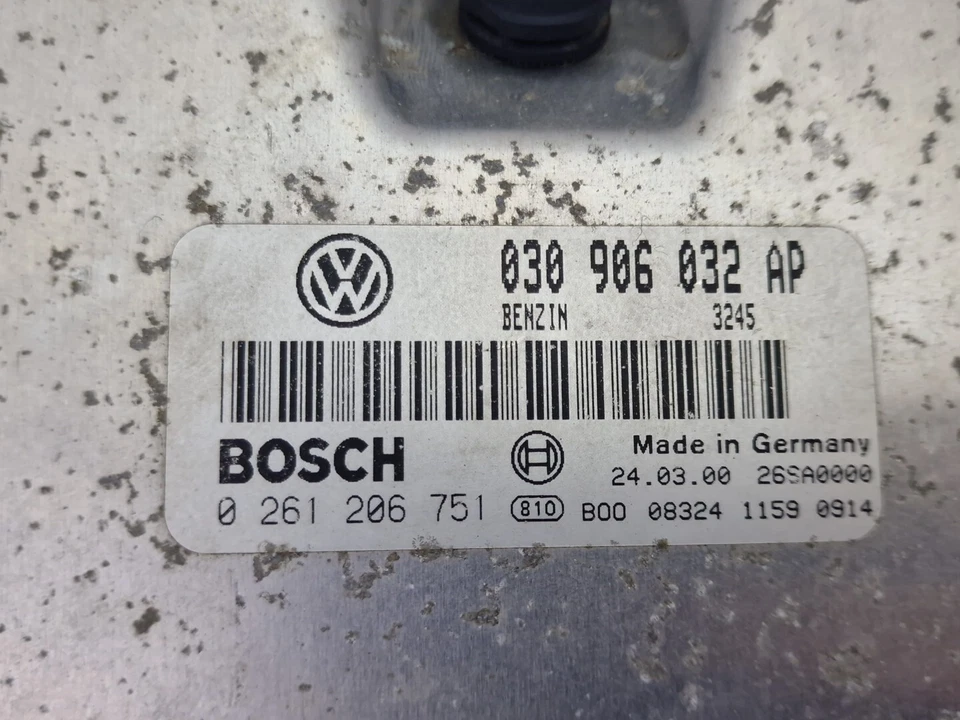 030 906 032 AP
BENZIN 3245
BOSCH
Made in Germany
24.03.00 26SA0000
0 261 206 751 810 B00 08324 1159 0914